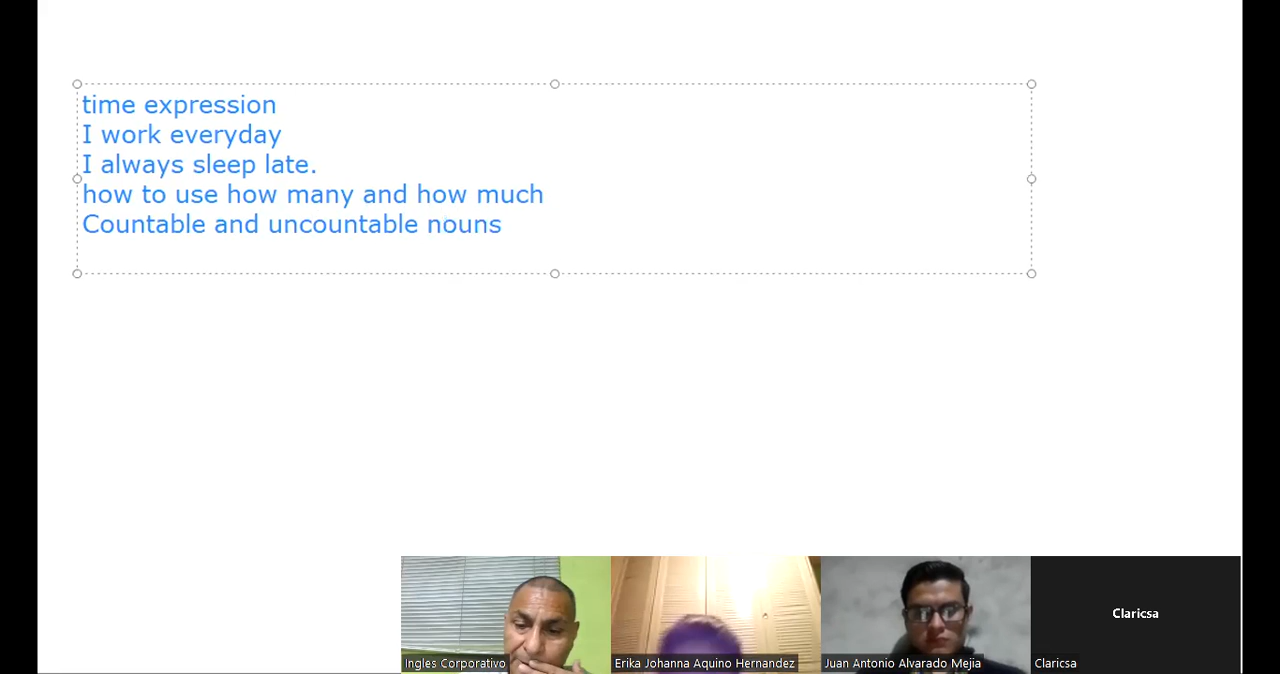 time expression
I work everyday
I always sleep late.
how to use how many and how much
Countable and uncountable nouns
Claricsa
Ingles Corporativo
Erika Johanna Aquino Hernandez
Juan Antonio Alvarado Mejia
Claricsa